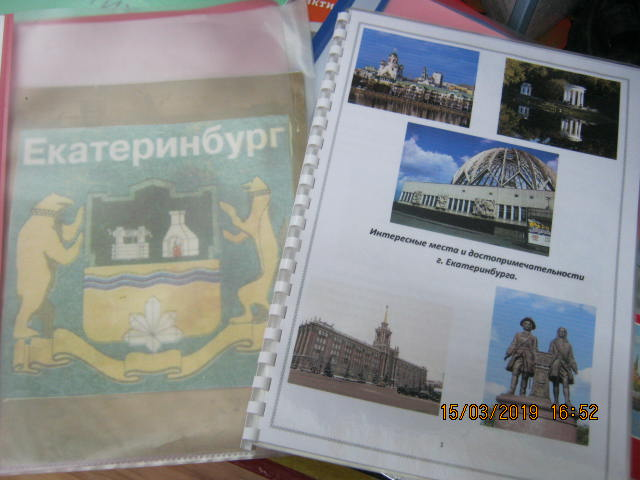 Екатеринбург
Интересные места и достопримечательности
г. Екатеринбурга.
15/03/2019 16:52